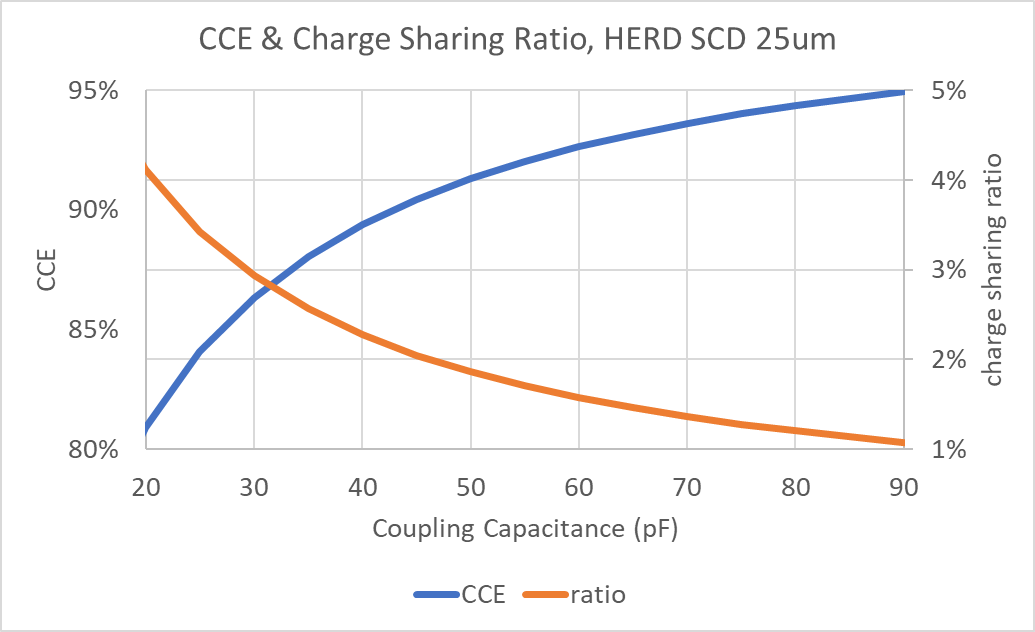 CCE & Charge Sharing Ratio, HERD SCD 25um
95%
90%
85%
80%
CCE
5%
4%
3%
2%
1%
charge sharing ratio
20 30 40 50 60 70 80 90
Coupling Capacitance (pF)
CCE ratio